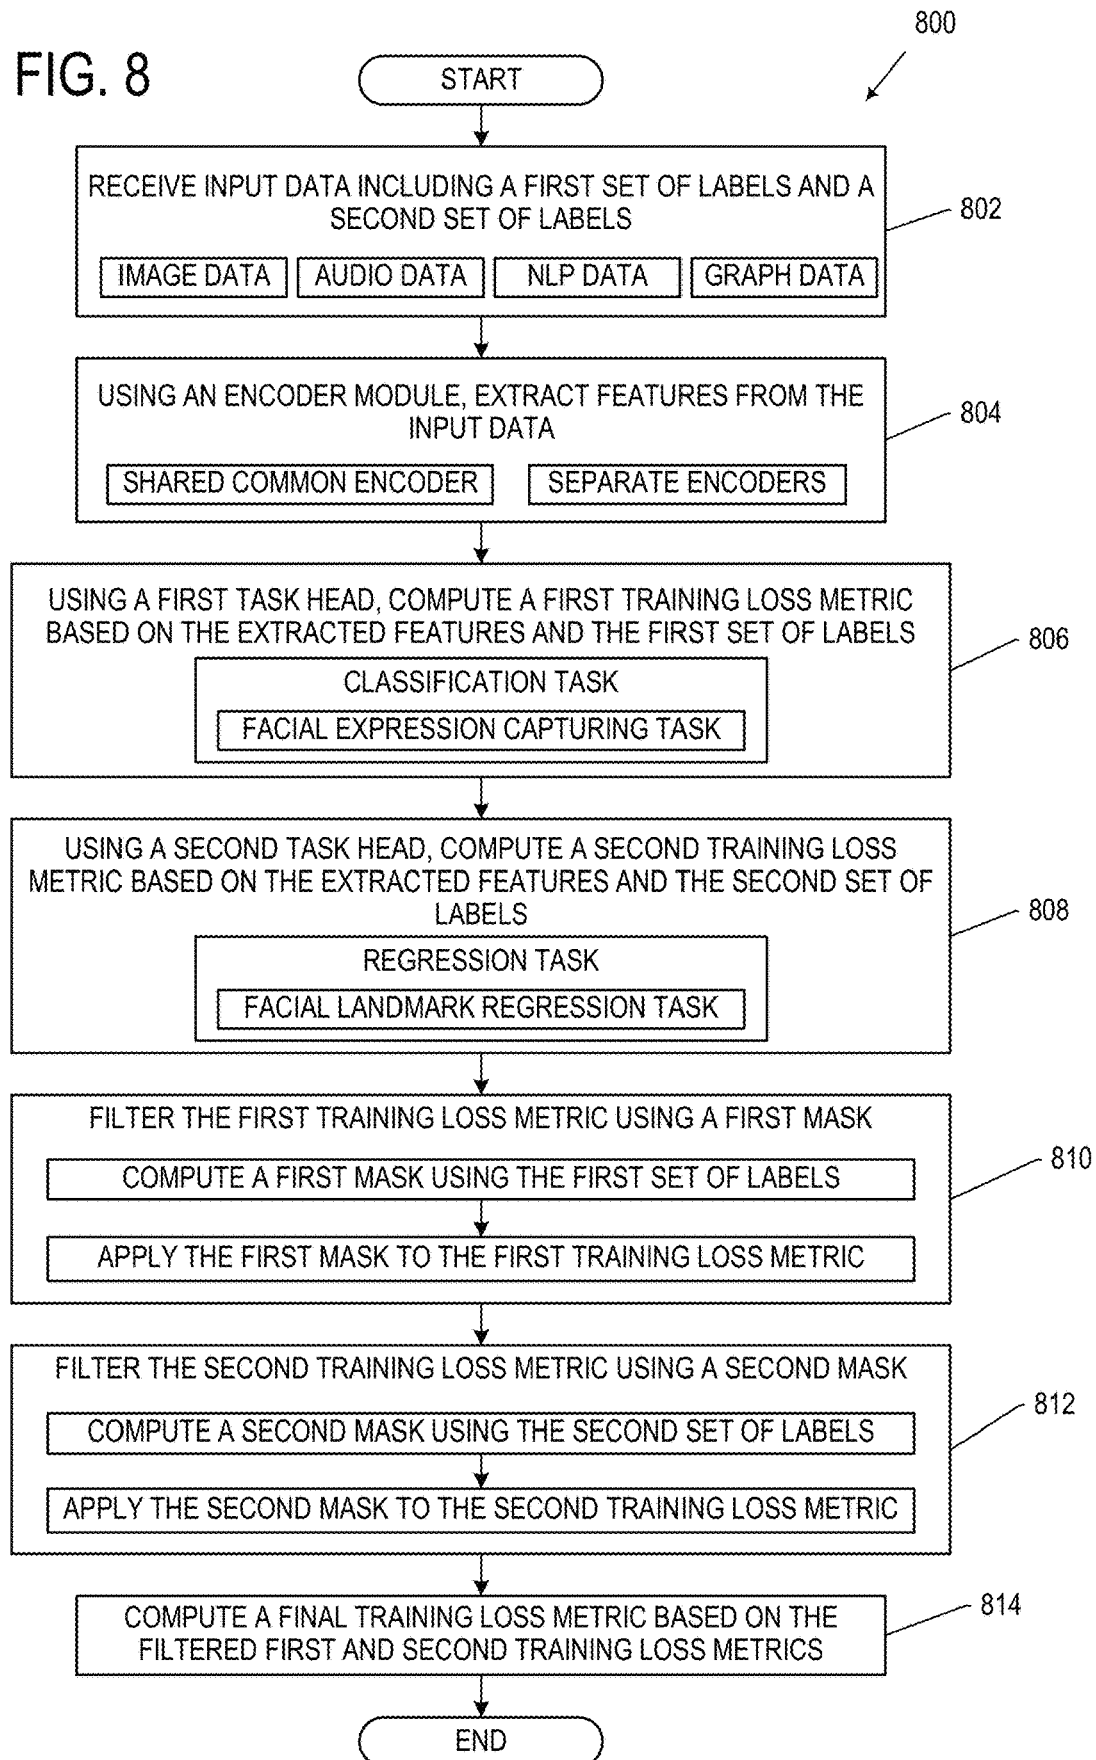 800
FIG. 8
START
RECEIVE INPUT DATA INCLUDING A FIRST SET OF LABELS AND A
SECOND SET OF LABELS
802
IMAGE DATA
AUDIO DATA
NLP DATA
GRAPH DATA
USING AN ENCODER MODULE, EXTRACT FEATURES FROM THE
INPUT DATA
804
SHARED COMMON ENCODER
SEPARATE ENCODERS
USING A FIRST TASK HEAD, COMPUTE A FIRST TRAINING LOSS METRIC
BASED ON THE EXTRACTED FEATURES AND THE FIRST SET OF LABELS
806
CLASSIFICATION TASK
FACIAL EXPRESSION CAPTURING TASK
USING A SECOND TASK HEAD, COMPUTE A SECOND TRAINING LOSS
METRIC BASED ON THE EXTRACTED FEATURES AND THE SECOND SET OF
LABELS
808
REGRESSION TASK
FACIAL LANDMARK REGRESSION TASK
FILTER THE FIRST TRAINING LOSS METRIC USING A FIRST MASK
810
COMPUTE A FIRST MASK USING THE FIRST SET OF LABELS
APPLY THE FIRST MASK TO THE FIRST TRAINING LOSS METRIC
FILTER THE SECOND TRAINING LOSS METRIC USING A SECOND MASK
812
COMPUTE A SECOND MASK USING THE SECOND SET OF LABELS
APPLY THE SECOND MASK TO THE SECOND TRAINING LOSS METRIC
COMPUTE A FINAL TRAINING LOSS METRIC BASED ON THE
FILTERED FIRST AND SECOND TRAINING LOSS METRICS
814
END